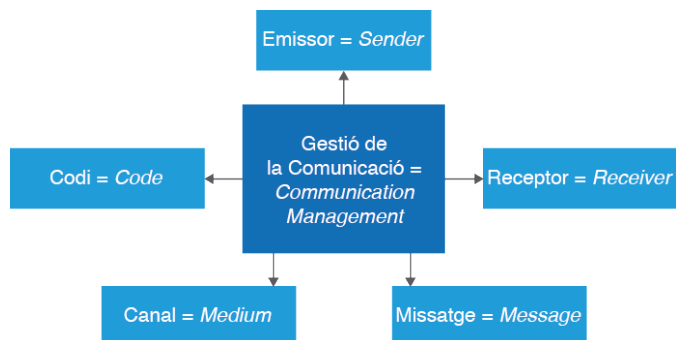 Emissor = Sender
Gestió de
la Comunicació =
Communication
Management
Codi = Code
Receptor = Receiver
Canal = Medium
Missatge = Message